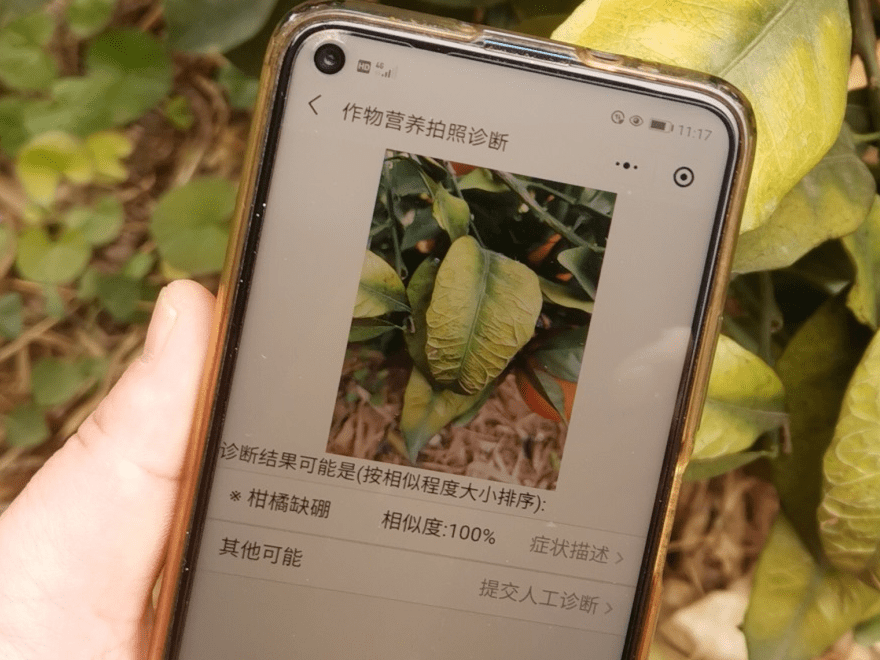 HD 4G 11:17
作物营养拍照诊断
诊断结果可能是(按相似程度大小排序):
※ 柑橘缺硼 相似度:100% 症状描述 >
其他可能 提交人工诊断 >